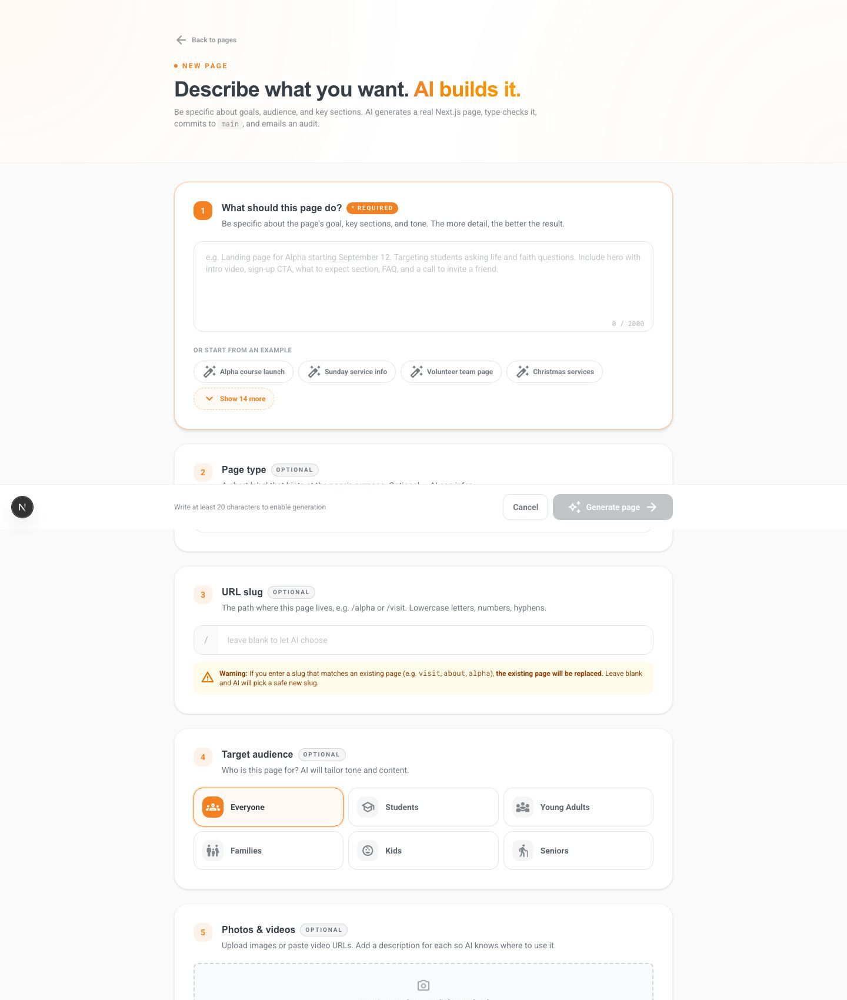 Back to pages
NEW PAGE
Describe what you want. AI builds it.
Be specific about goals, audience, and key sections. AI generates a real Next.js page, type-checks it,
commits to main, and emails an audit.
1
What should this page do? * REQUIRED
Be specific about the page's goal, key sections, and tone. The more detail, the better the result.
e.g. Landing page for Alpha starting September 12. Targeting students asking life and faith questions. Include hero with
intro video, sign-up CTA, what to expect section, FAQ, and a call to invite a friend.
0 / 2000
OR START FROM AN EXAMPLE
Alpha course launch
Sunday service info
Volunteer team page
Christmas services
Show 14 more
2
Page type OPTIONAL
N
Write at least 20 characters to enable generation
Cancel
Generate page
3
URL slug OPTIONAL
The path where this page lives, e.g. /alpha or /visit. Lowercase letters, numbers, hyphens.
/ leave blank to let AI choose
Warning: If you enter a slug that matches an existing page (e.g. visit, about, alpha), the existing page will be replaced. Leave blank
and AI will pick a safe new slug.
4
Target audience OPTIONAL
Who is this page for? AI will tailor tone and content.
Everyone
Students
Young Adults
Families
Kids
Seniors
5
Photos & videos OPTIONAL
Upload images or paste video URLs. Add a description for each so AI knows where to use it.